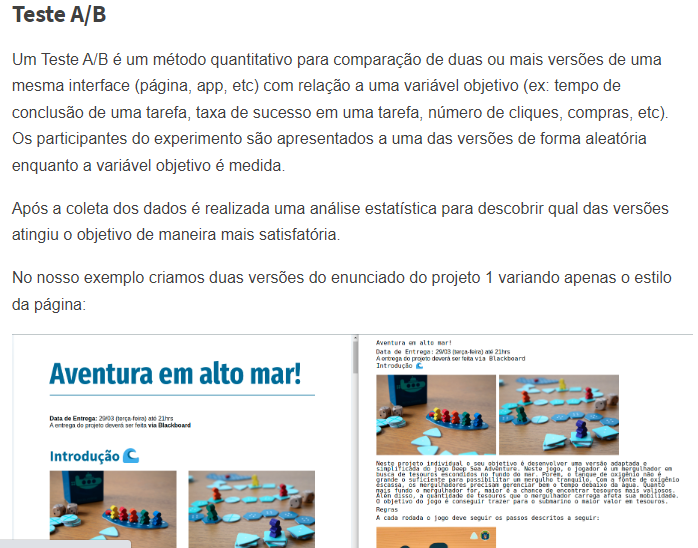 Teste A/B
Um Teste A/B é um método quantitativo para comparação de duas ou mais versões de uma
mesma interface (página, app, etc) com relação a uma variável objetivo (ex: tempo de
conclusão de uma tarefa, taxa de sucesso em uma tarefa, número de cliques, compras, etc).
Os participantes do experimento são apresentados a uma das versões de forma aleatória
enquanto a variável objetivo é medida.
Após a coleta dos dados é realizada uma análise estatística para descobrir qual das versões
atingiu o objetivo de maneira mais satisfatória.
No nosso exemplo criamos duas versões do enunciado do projeto 1 variando apenas o estilo
da página:
Aventura em alto mar!
Data de Entrega: 29/03 (terça-feira) até 21hrs
A entrega do projeto deverá ser feita via Blackboard
Introdução 🌊
Aventura em alto mar!
Data de Entrega: 29/03 (terça-feira) até 21hrs
A entrega do projeto deverá ser feita via Blackboard
Introdução 🌊
Neste projeto individual o seu objetivo é desenvolver uma versão adaptada e
simplificada do jogo Deep Sea Adventure. Neste jogo, o jogador é um mergulhador em
busca de tesouros escondidos no fundo do mar. Porém, o tanque de oxigênio não é
grande o suficiente para possibilitar um mergulho tranquilo. Com a fonte de oxigênio
escassa, os mergulhadores precisam gerenciar bem o tempo debaixo da água. Quanto
mais fundo o mergulhador for, maior é a chance de encontrar tesouros mais valiosos.
Além disso, a quantidade de tesouros que o mergulhador carrega afeta sua mobilidade.
O objetivo do jogo é conseguir trazer para o submarino o maior valor em tesouros.
Regras
A cada rodada o jogo deve seguir os passos descritos a seguir: